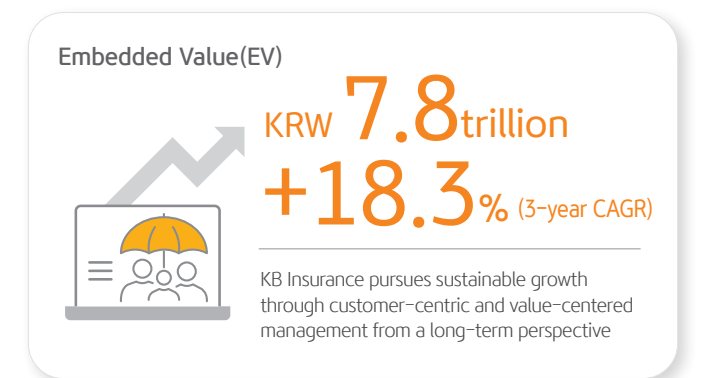 Embedded Value(EV)
KRW 7.8trillion
+18.3% (3-year CAGR)
KB Insurance pursues sustainable growth
through customer-centric and value-centered
management from a long-term perspective